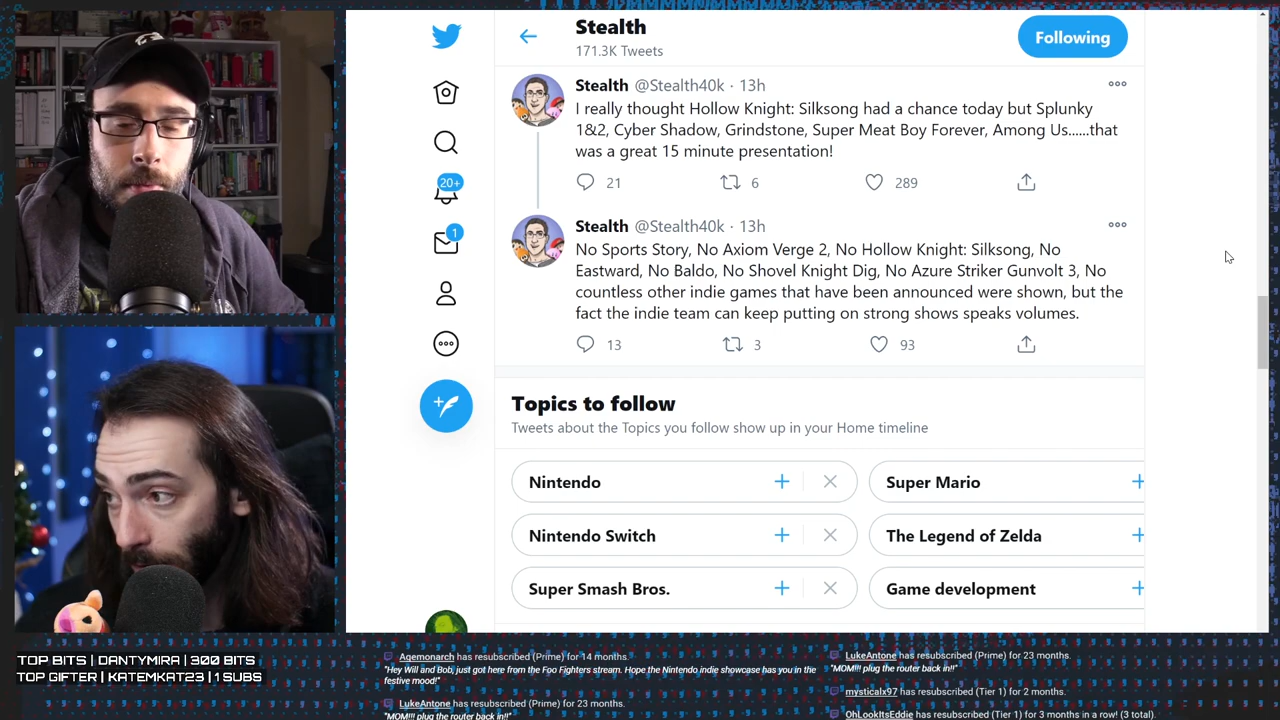 Stealth
171.3K Tweets
Following
Stealth @Stealth40k · 13h
I really thought Hollow Knight: Silksong had a chance today but Splunky
1&2, Cyber Shadow, Grindstone, Super Meat Boy Forever, Among Us......that
was a great 15 minute presentation!
21 6 289
Stealth @Stealth40k · 13h
No Sports Story, No Axiom Verge 2, No Hollow Knight: Silksong, No
Eastward, No Baldo, No Shovel Knight Dig, No Azure Striker Gunvolt 3, No
countless other indie games that have been announced were shown, but the
fact the indie team can keep putting on strong shows speaks volumes.
13 3 93
20+
1
Topics to follow
Tweets about the Topics you follow show up in your Home timeline
Nintendo
Super Mario
Nintendo Switch
The Legend of Zelda
Super Smash Bros.
Game development
TOP BITS | DANTYMIRA | 300 BITS
TOP GIFTER | KATEMKAT23 | 1 SUBS
Agemonarch has resubscribed (Prime) for 14 months.
"Hey Will and Bob, just got here from the Foo Fighters stream. Hope the Nintendo indie showcase has you in the
festive mood!"
LukeAntone has resubscribed (Prime) for 23 months.
"MOM!!! plug the router back in!!"
LukeAntone has resubscribed (Prime) for 23 months.
"MOM!!! plug the router back in!!"
mysticalx97 has resubscribed (Tier 1) for 2 months.
OhLookItsEddie has resubscribed (Tier 1) for 3 months in a row! (3 total).